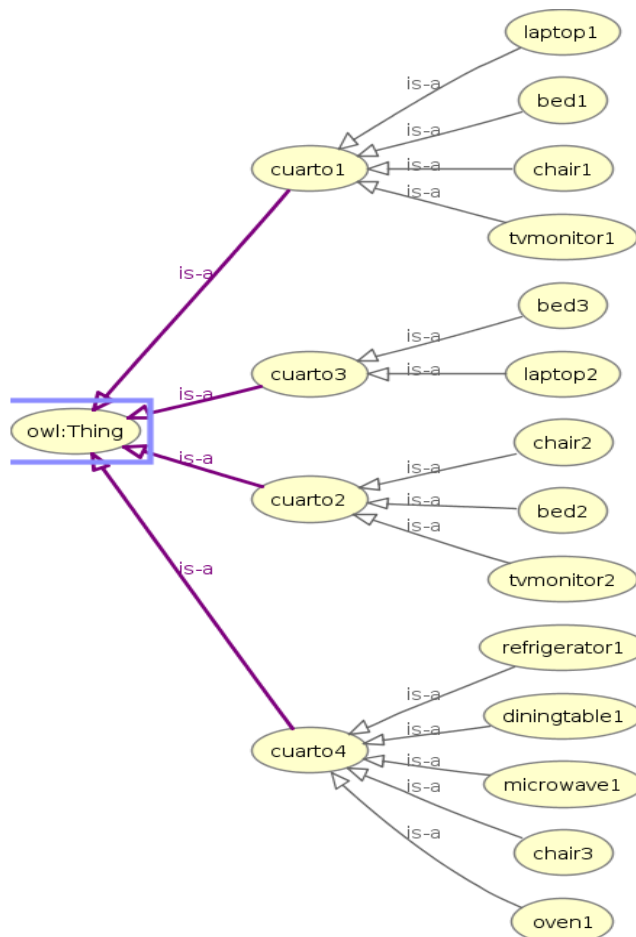 laptop1
is-a
bed1
is-a
cuarto1
is-a
chair1
is-a
tvmonitor1
is-a
bed3
is-a
cuarto3
is-a
laptop2
is-a
owl:Thing
chair2
is-a
is-a
cuarto2
is-a
bed2
is-a
tvmonitor2
is-a
refrigerator1
is-a
diningtable1
is-a
cuarto4
is-a
microwave1
is-a
chair3
is-a
oven1